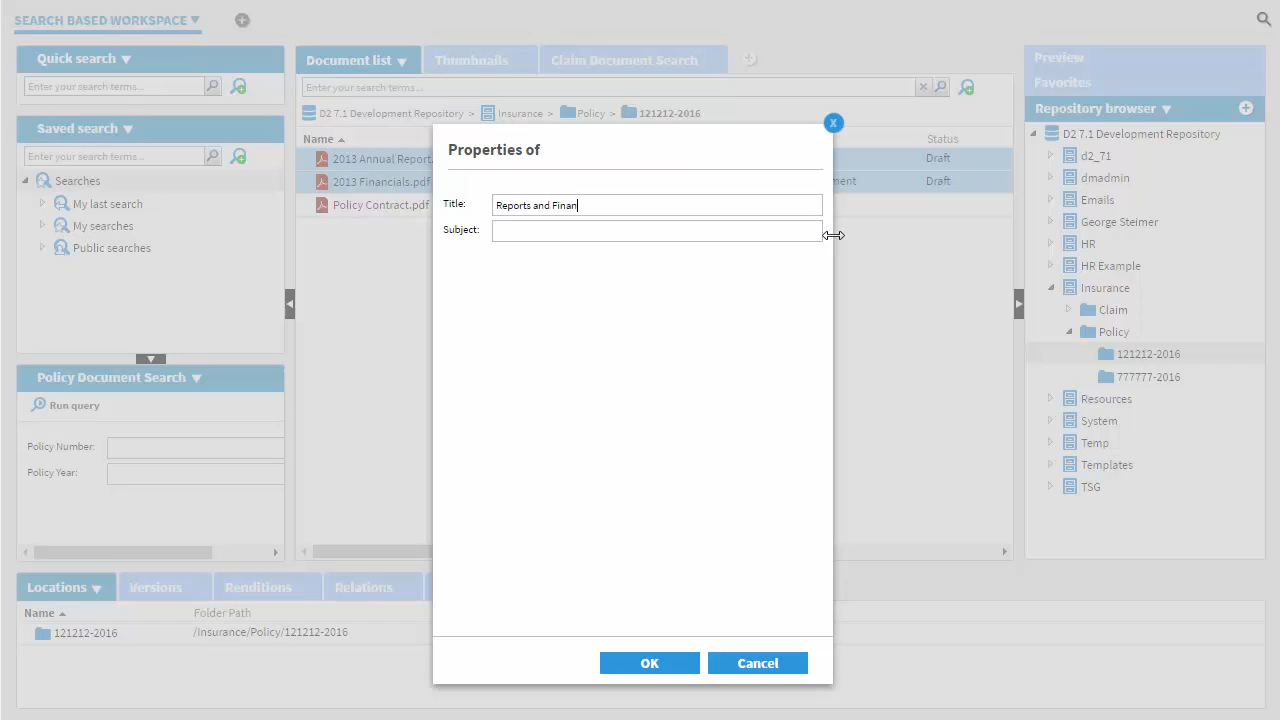 SEARCH BASED WORKSPACE
Quick search
Enter your search terms...
Saved search
Enter your search terms...
Searches
My last search
My searches
Public searches
Policy Document Search
Run query
Policy Number:
Policy Year:
Document list
Thumbnails
Claim Document Search
Enter your search terms...
D2 7.1 Development Repository > Insurance > Policy > 121212-2016
Name Status
2013 Annual Report. Draft
2013 Financials.pdf Draft
Policy Contract.pdf
Properties of
Title: Reports and Finan
Subject:
OK Cancel
Preview
Favorites
Repository browser
D2 7.1 Development Repository
d2_71
dmadmin
Emails
George Steimer
HR
HR Example
Insurance
Claim
Policy
121212-2016
777777-2016
Resources
System
Temp
Templates
TSG
Locations Versions Renditions Relations
Name Folder Path
121212-2016 /Insurance/Policy/121212-2016